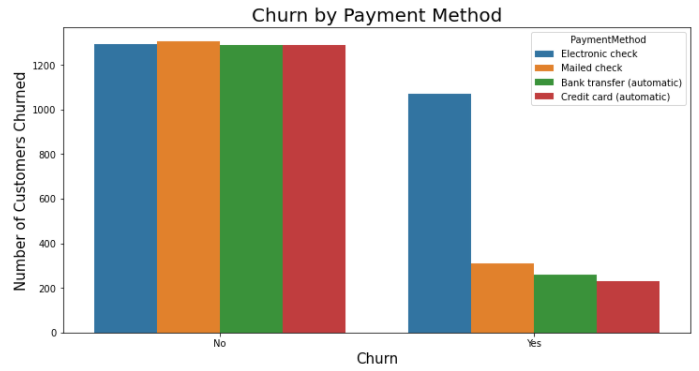 Churn by Payment Method
PaymentMethod
Electronic check
Mailed check
Bank transfer (automatic)
Credit card (automatic)
Number of Customers Churned
1200
1000
800
600
400
200
0
No
Yes
Churn